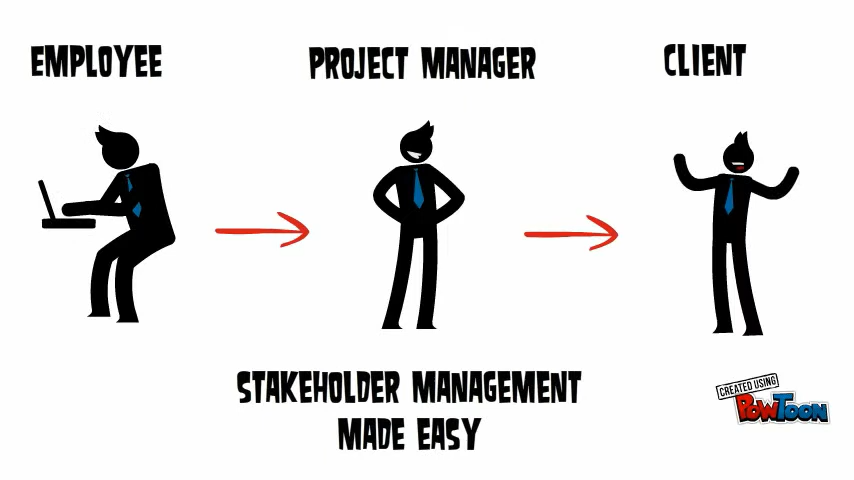 EMPLOYEE
PROJECT MANAGER
CLIENT
STAKEHOLDER MANAGEMENT
MADE EASY
CREATED USING
POWTOON